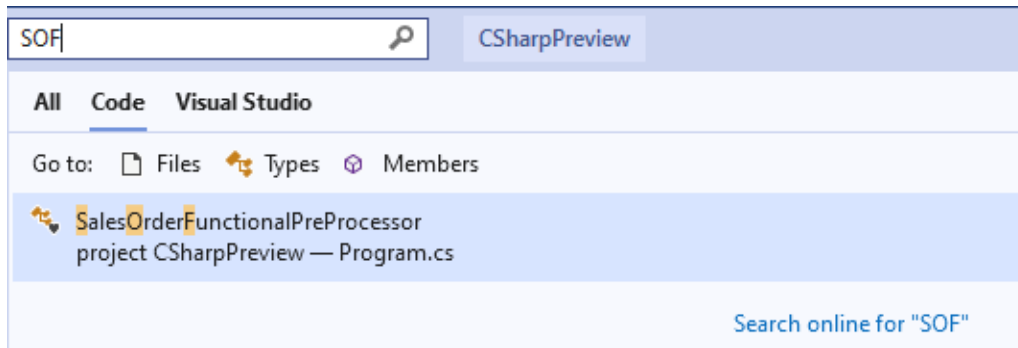 SOF CSharpPreview
All Code Visual Studio
Go to: Files Types Members
SalesOrderFunctionalPreProcessor
project CSharpPreview — Program.cs
Search online for "SOF"